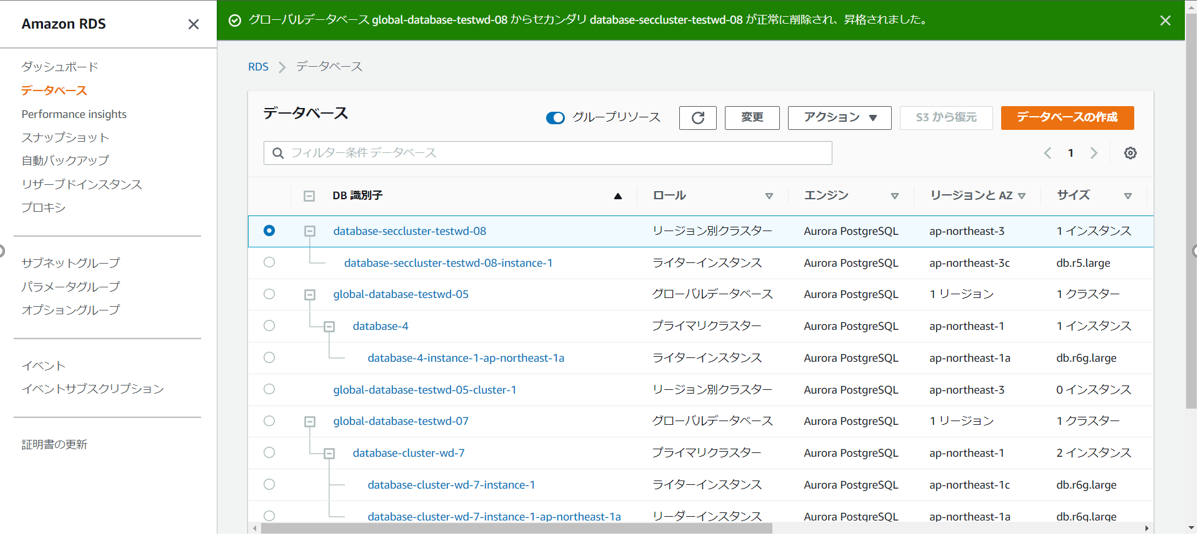 Amazon RDS
グローバルデータベース global-database-testwd-08 からセカンダリ database-seccluster-testwd-08 が正常に削除され、昇格されました。
ダッシュボード
データベース
Performance insights
スナップショット
自動バックアップ
リザーブドインスタンス
プロキシ
サブネットグループ
パラメータグループ
オプショングループ
イベント
イベントサブスクリプション
証明書の更新
RDS データベース
データベース
グループリソース 変更 アクション S3 から復元 データベースの作成
フィルター条件 データベース 1
DB 識別子 ロール エンジン リージョンと AZ サイズ
database-seccluster-testwd-08 リージョン別クラスター Aurora PostgreSQL ap-northeast-3 1 インスタンス
database-seccluster-testwd-08-instance-1 ライターインスタンス Aurora PostgreSQL ap-northeast-3c db.r5.large
global-database-testwd-05 グローバルデータベース Aurora PostgreSQL 1 リージョン 1 クラスター
database-4 プライマリクラスター Aurora PostgreSQL ap-northeast-1 1 インスタンス
database-4-instance-1-ap-northeast-1a ライターインスタンス Aurora PostgreSQL ap-northeast-1a db.r6g.large
global-database-testwd-05-cluster-1 リージョン別クラスター Aurora PostgreSQL ap-northeast-3 0 インスタンス
global-database-testwd-07 グローバルデータベース Aurora PostgreSQL 1 リージョン 1 クラスター
database-cluster-wd-7 プライマリクラスター Aurora PostgreSQL ap-northeast-1 2 インスタンス
database-cluster-wd-7-instance-1 ライターインスタンス Aurora PostgreSQL ap-northeast-1c db.r6g.large
database-cluster-wd-7-instance-1-ap-northeast-1a リーダーインスタンス Aurora PostgreSQL ap-northeast-1a db.r6g.large